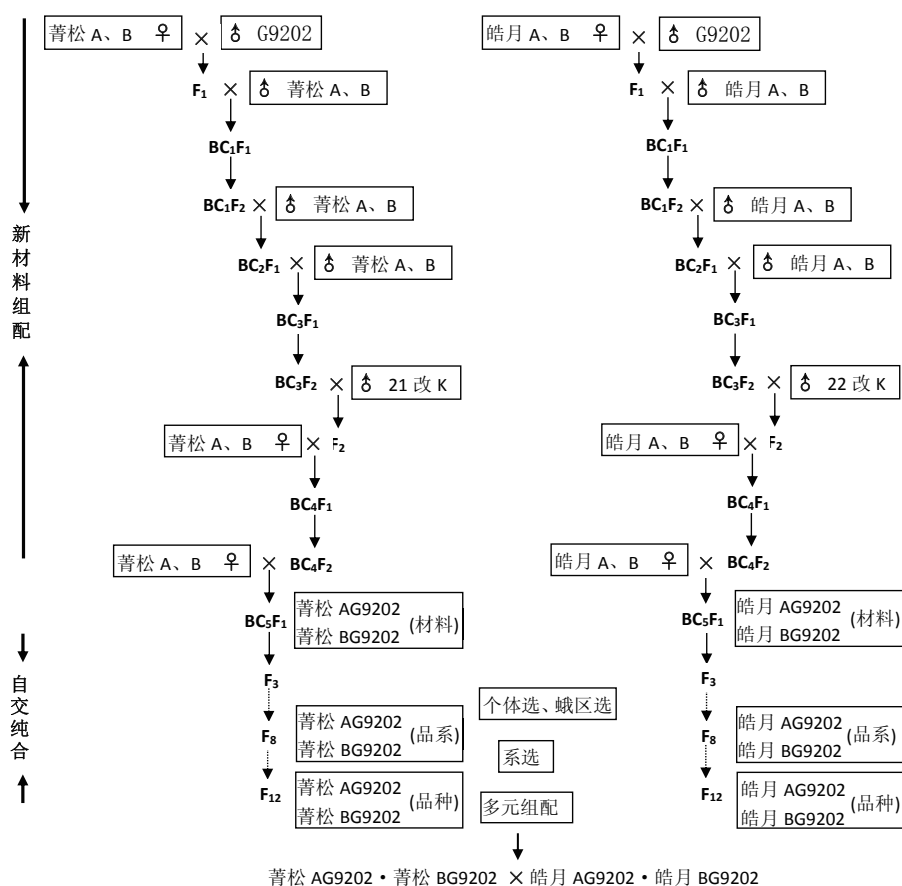 菁松 A、B ♀ × ♂ G9202
皓月 A、B ♀ × ♂ G9202
F₁ × ♂ 菁松 A、B
F₁ × ♂ 皓月 A、B
BC₁F₁
BC₁F₁
BC₁F₂ × ♂ 菁松 A、B
BC₁F₂ × ♂ 皓月 A、B
新材料组配
BC₂F₁ × ♂ 菁松 A、B
BC₂F₁ × ♂ 皓月 A、B
BC₃F₁
BC₃F₁
BC₃F₂ × ♂ 21 改 K
BC₃F₂ × ♂ 22 改 K
菁松 A、B ♀ × F₂
皓月 A、B ♀ × F₂
BC₄F₁
BC₄F₁
菁松 A、B ♀ × BC₄F₂
皓月 A、B ♀ × BC₄F₂
BC₅F₁
菁松 AG9202
菁松 BG9202
(材料)
BC₅F₁
皓月 AG9202
皓月 BG9202
(材料)
自交纯合
F₃
个体选、蛾区选
F₃
F₈
菁松 AG9202
菁松 BG9202
(品系)
系选
F₈
皓月 AG9202
皓月 BG9202
(品系)
F₁₂
菁松 AG9202
菁松 BG9202
(品种)
多元组配
F₁₂
皓月 AG9202
皓月 BG9202
(品种)
菁松 AG9202·菁松 BG9202 × 皓月 AG9202·皓月 BG9202